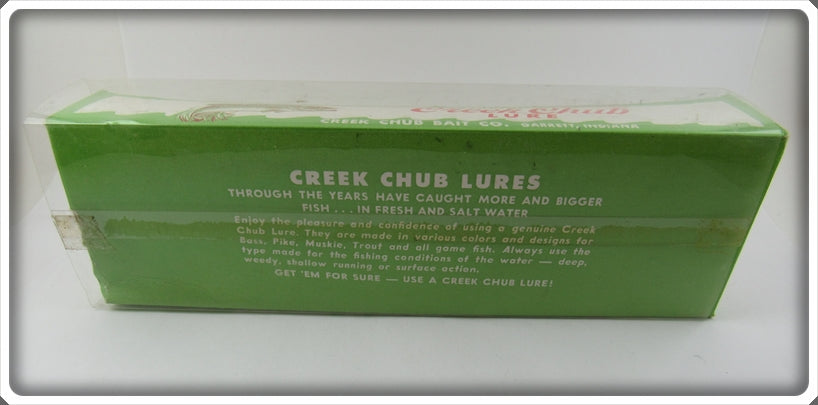 Creek Chub
LURE
CREEK CHUB BAIT CO. GARRETT, INDIANA
CREEK CHUB LURES
THROUGH THE YEARS HAVE CAUGHT MORE AND BIGGER
FISH . . . IN FRESH AND SALT WATER
Enjoy the pleasure and confidence of using a genuine Creek
Chub Lure. They are made in various colors and designs for
Bass, Pike, Muskie, Trout and all game fish. Always use the
type made for the fishing conditions of the water — deep,
weedy, shallow running or surface action.
GET 'EM FOR SURE — USE A CREEK CHUB LURE!